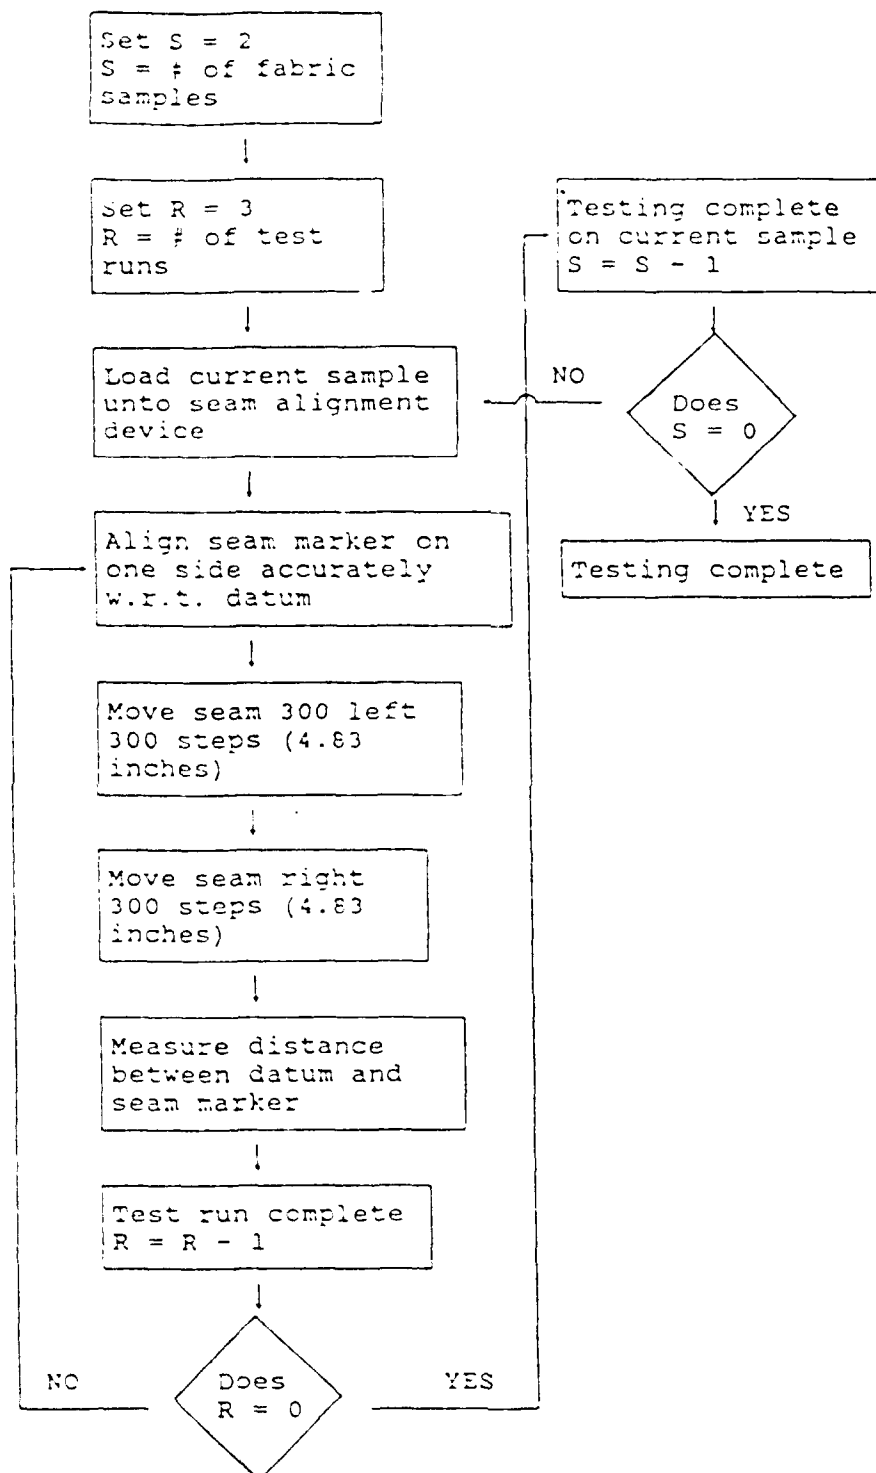 Set S = 2
S = # of fabric
samples
Set R = 3
R = # of test
runs
Load current sample
unto seam alignment
device
Align seam marker on
one side accurately
w.r.t. datum
Move seam 300 left
300 steps (4.83
inches)
Move seam right
300 steps (4.83
inches)
Measure distance
between datum and
seam marker
Test run complete
R = R - 1
Does
R = 0
NO
YES
Testing complete
on current sample
S = S - 1
Does
S = 0
NO
YES
Testing complete